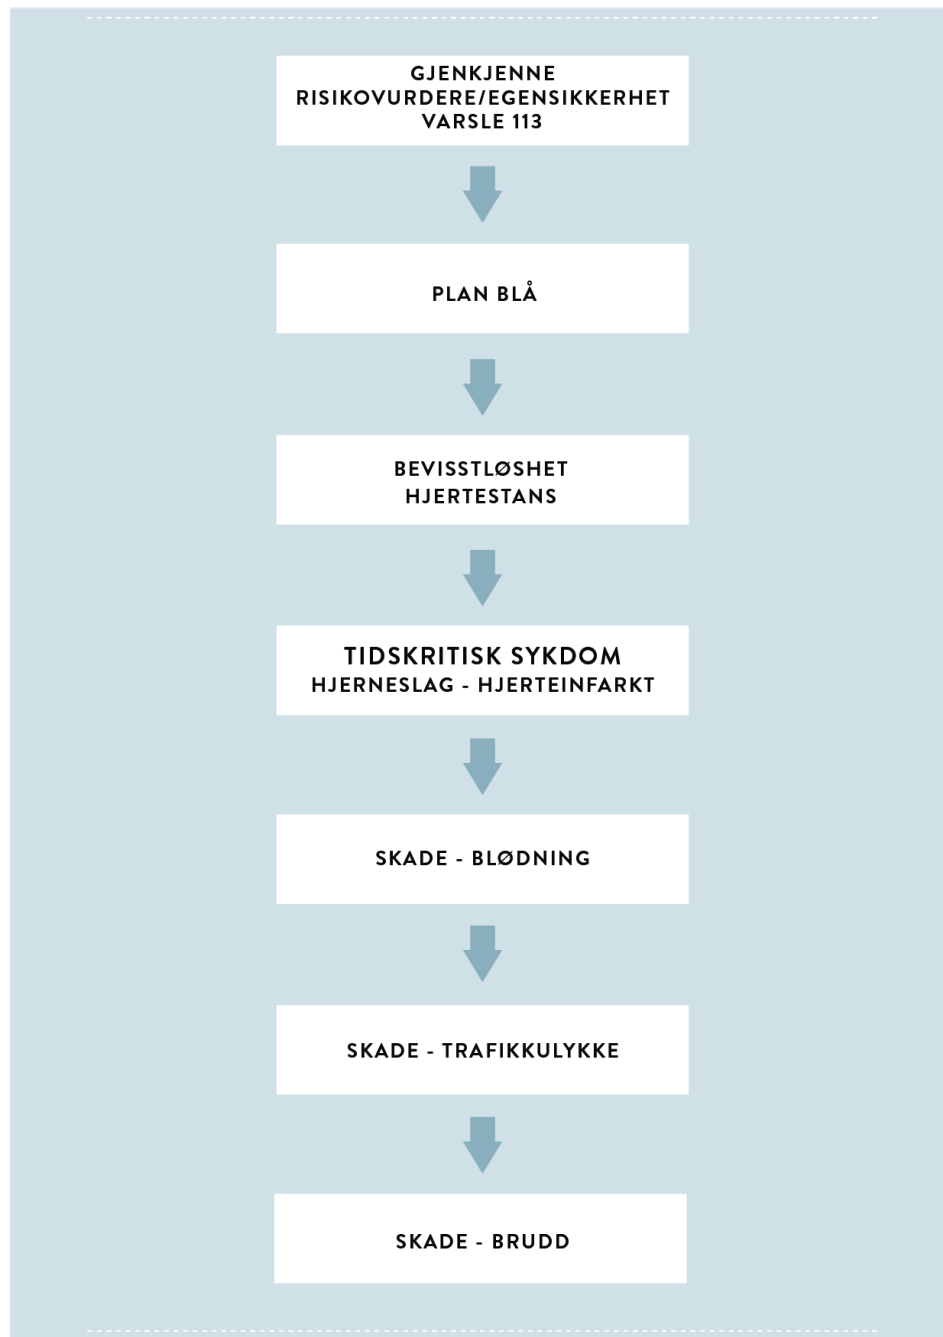 GJENKJENNE
RISIKOVURDERE/EGENSIKKERHET
VARSLE 113
PLAN BLÅ
BEVISSTLØSHET
HJERTESTANS
TIDSKRITISK SYKDOM
HJERNESLAG - HJERTEINFARKT
SKADE - BLØDNING
SKADE - TRAFIKKULYKKE
SKADE - BRUDD